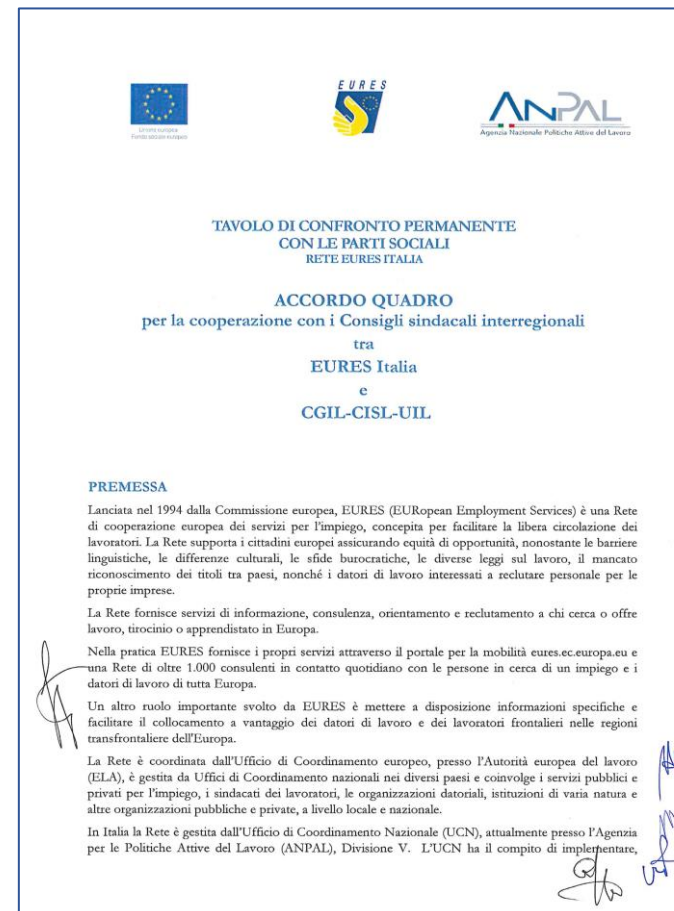 Unione europea
Fondo sociale europeo
EURES
ANPAL
Agenzia Nazionale Politiche Attive del Lavoro
TAVOLO DI CONFRONTO PERMANENTE
CON LE PARTI SOCIALI
RETE EURES ITALIA
ACCORDO QUADRO
per la cooperazione con i Consigli sindacali interregionali
tra
EURES Italia
e
CGIL-CISL-UIL
PREMESSA
Lanciata nel 1994 dalla Commissione europea, EURES (EURopean Employment Services) è una Rete
di cooperazione europea dei servizi per l'impiego, concepita per facilitare la libera circolazione dei
lavoratori. La Rete supporta i cittadini europei assicurando equità di opportunità, nonostante le barriere
linguistiche, le differenze culturali, le sfide burocratiche, le diverse leggi sul lavoro, il mancato
riconoscimento dei titoli tra paesi, nonché i datori di lavoro interessati a reclutare personale per le
proprie imprese.
La Rete fornisce servizi di informazione, consulenza, orientamento e reclutamento a chi cerca o offre
lavoro, tirocinio o apprendistato in Europa.
Nella pratica EURES fornisce i propri servizi attraverso il portale per la mobilità eures.ec.europa.eu e
una Rete di oltre 1.000 consulenti in contatto quotidiano con le persone in cerca di un impiego e i
datori di lavoro di tutta Europa.
Un altro ruolo importante svolto da EURES è mettere a disposizione informazioni specifiche e
facilitare il collocamento a vantaggio dei datori di lavoro e dei lavoratori frontalieri nelle regioni
transfrontaliere dell'Europa.
La Rete è coordinata dall'Ufficio di Coordinamento europeo, presso l'Autorità europea del lavoro
(ELA), è gestita da Uffici di Coordinamento nazionali nei diversi paesi e coinvolge i servizi pubblici e
privati per l'impiego, i sindacati dei lavoratori, le organizzazioni datoriali, istituzioni di varia natura e
altre organizzazioni pubbliche e private, a livello locale e nazionale.
In Italia la Rete è gestita dall'Ufficio di Coordinamento Nazionale (UCN), attualmente presso l'Agenzia
per le Politiche Attive del Lavoro (ANPAL), Divisione V. L'UCN ha il compito di implementare,